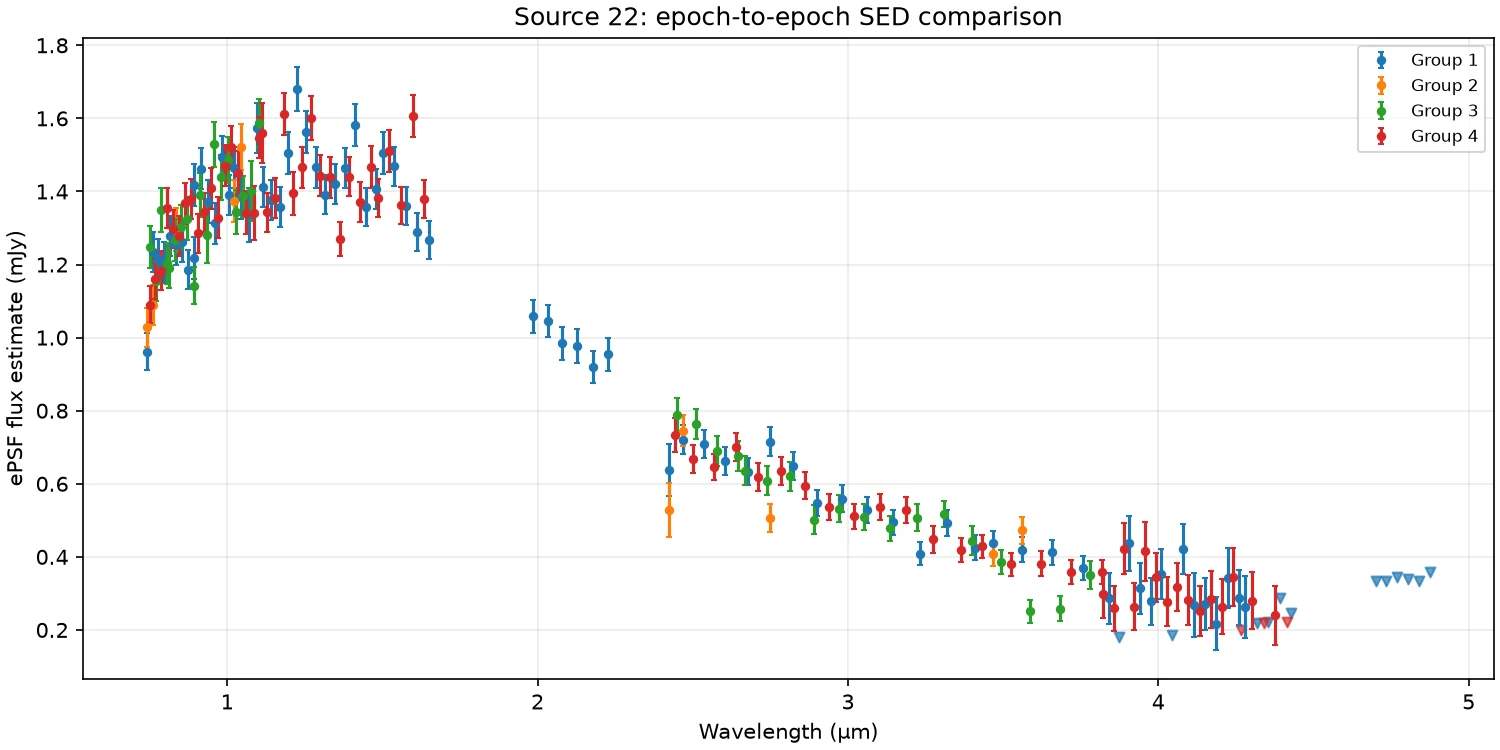 Source 22: epoch-to-epoch SED comparison
ePSF flux estimate (mJy)
1.8
1.6
1.4
1.2
1.0
0.8
0.6
0.4
0.2
Group 1
Group 2
Group 3
Group 4
1 2 3 4 5
Wavelength (μm)